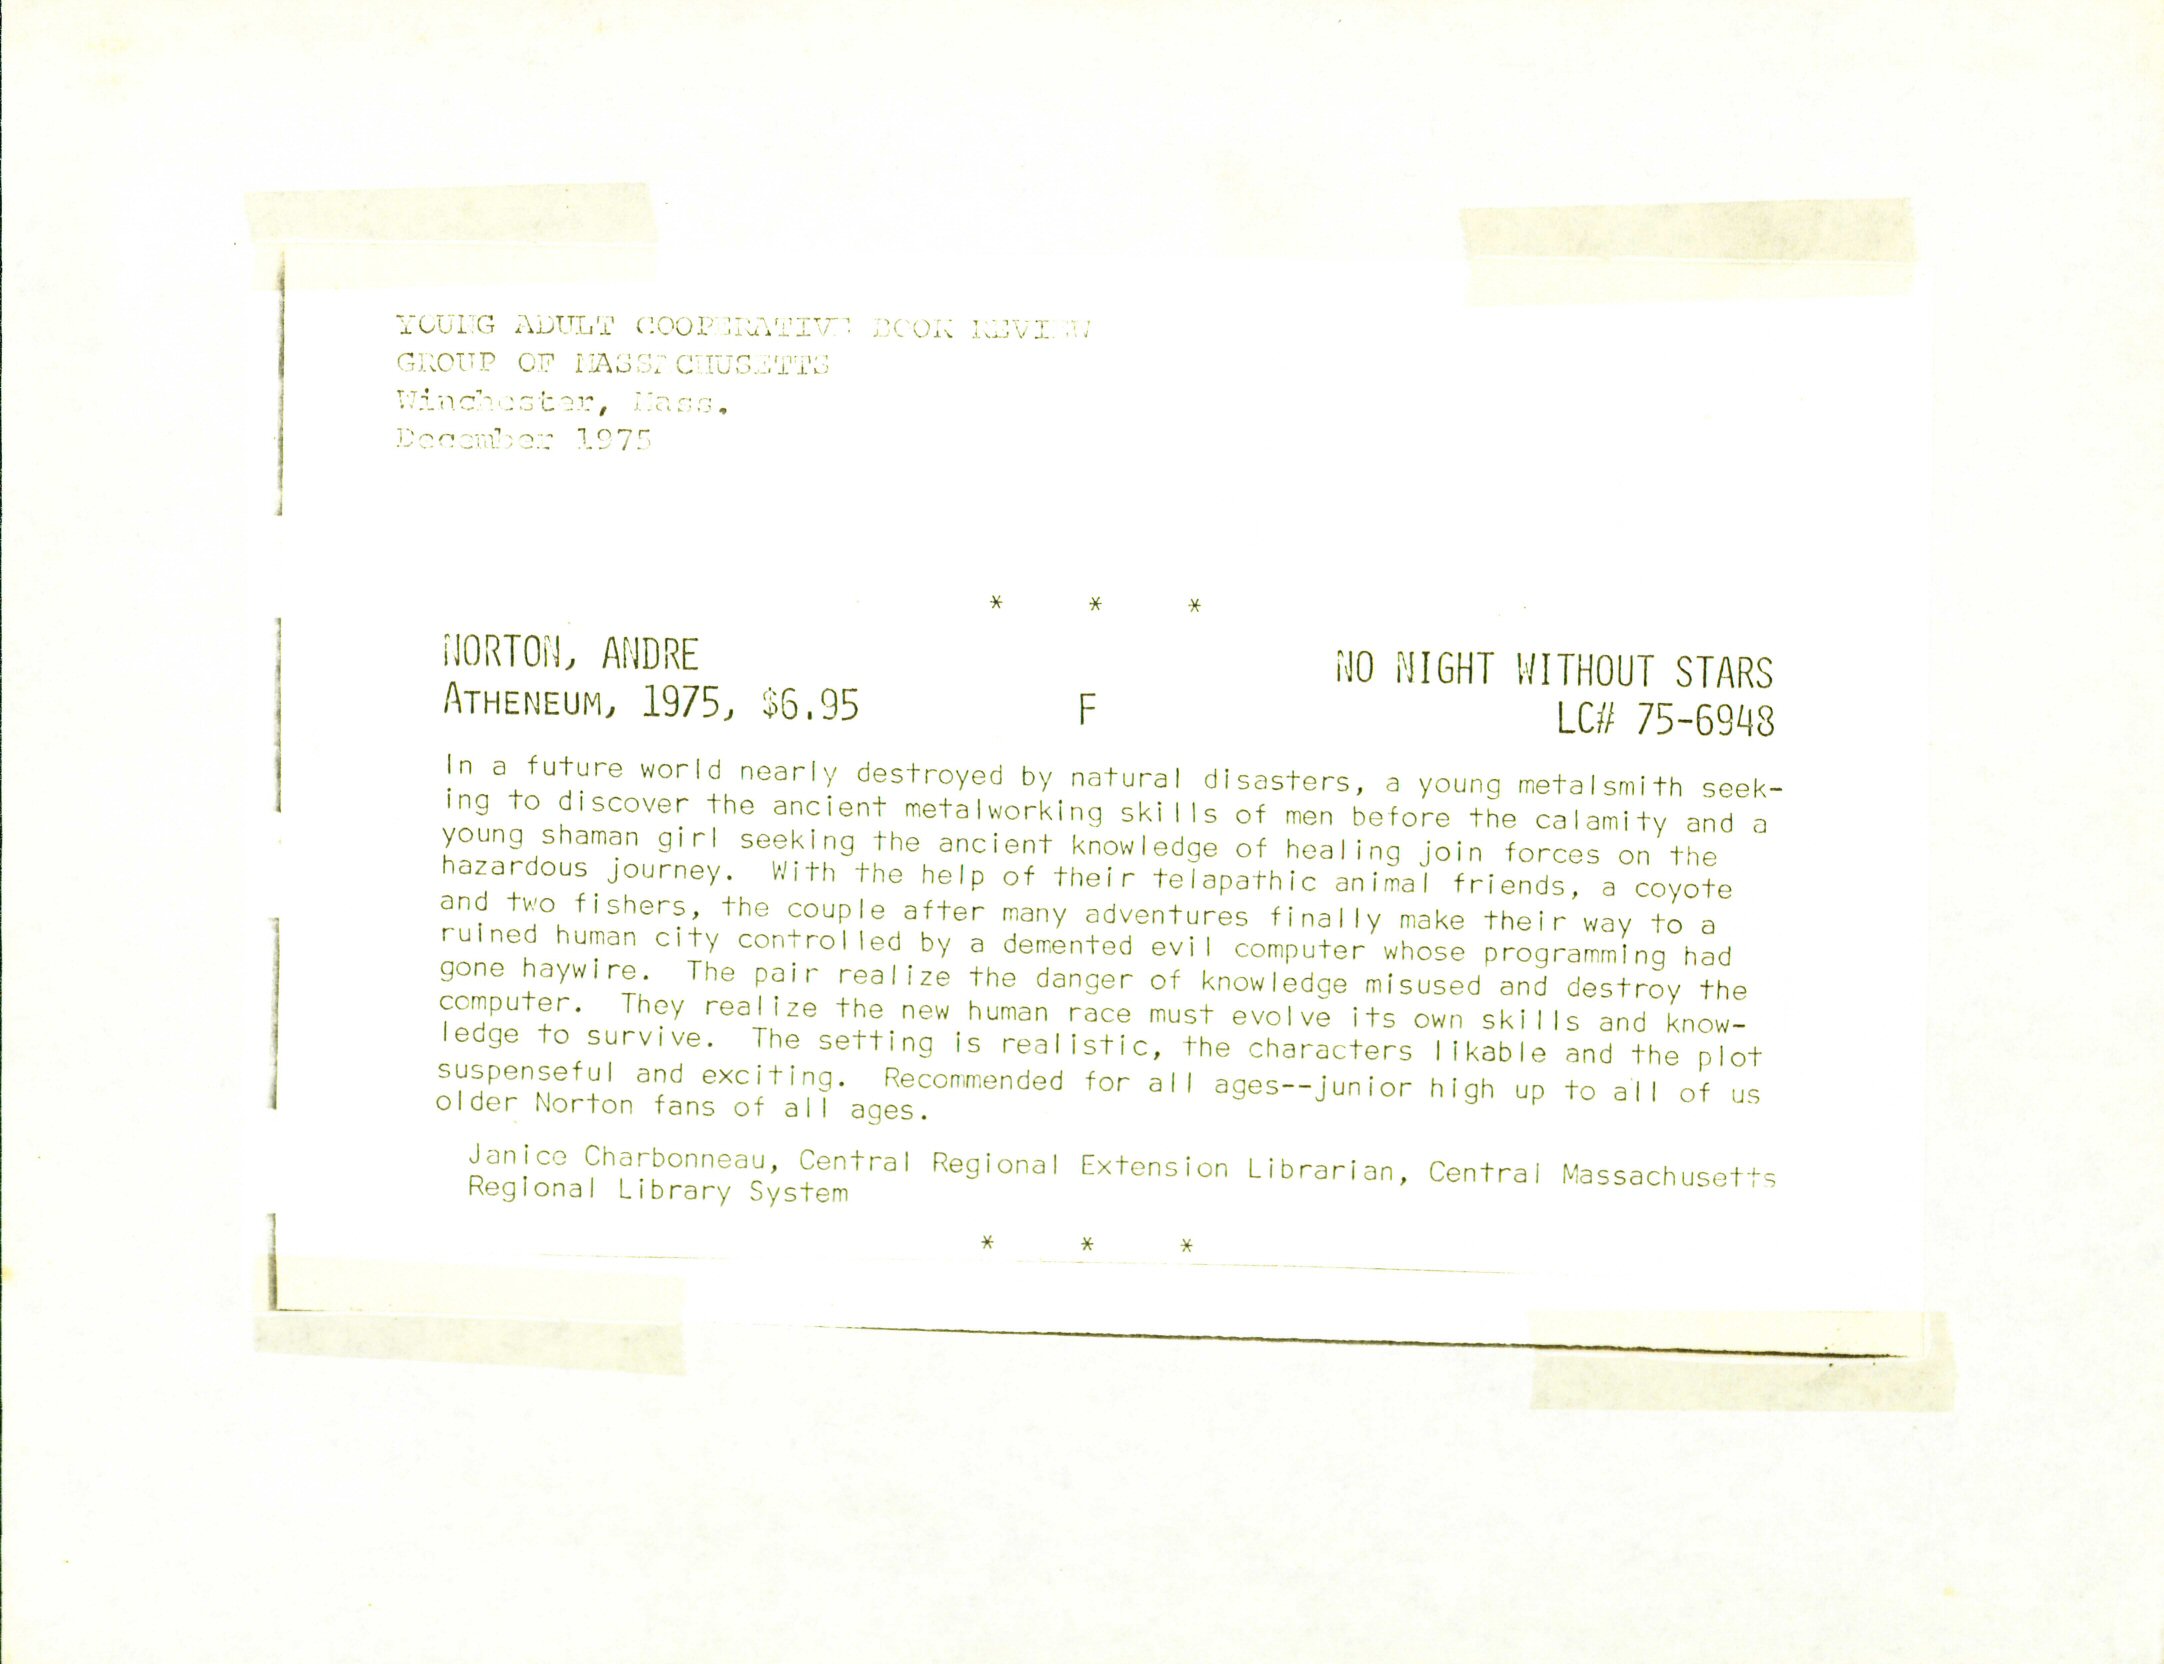 YOUNG ADULT COOPERATIVE BOOK REVIEW
GROUP OF MASSACHUSETTS
Winchester, Mass.
December 1975
* * *
NORTON, ANDRE NO NIGHT WITHOUT STARS
ATHENEUM, 1975, $6.95 F LC# 75-6948
In a future world nearly destroyed by natural disasters, a young metalsmith seek-
ing to discover the ancient metalworking skills of men before the calamity and a
young shaman girl seeking the ancient knowledge of healing join forces on the
hazardous journey. With the help of their telapathic animal friends, a coyote
and two fishers, the couple after many adventures finally make their way to a
ruined human city controlled by a demented evil computer whose programming had
gone haywire. The pair realize the danger of knowledge misused and destroy the
computer. They realize the new human race must evolve its own skills and know-
ledge to survive. The setting is realistic, the characters likable and the plot
suspenseful and exciting. Recommended for all ages--junior high up to all of us
older Norton fans of all ages.
Janice Charbonneau, Central Regional Extension Librarian, Central Massachusetts
Regional Library System
* * *